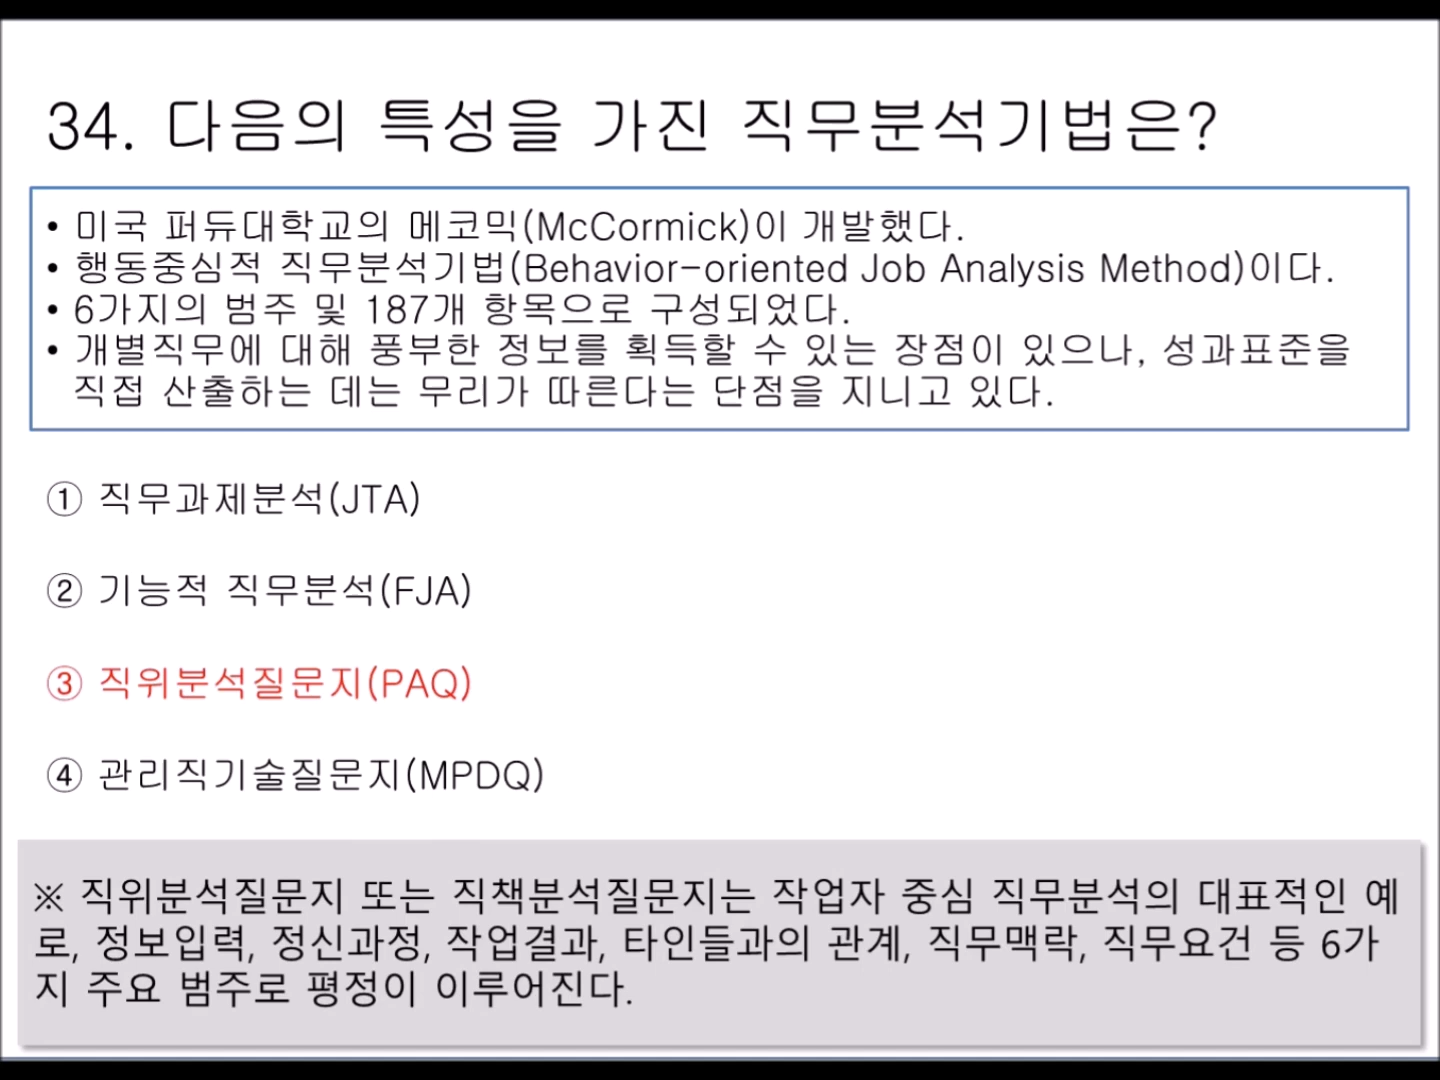 34. 다음의 특성을 가진 직무분석기법은?
• 미국 퍼듀대학교의 메코믹(McCormick)이 개발했다.
• 행동중심적 직무분석기법(Behavior-oriented Job Analysis Method)이다.
• 6가지의 범주 및 187개 항목으로 구성되었다.
• 개별직무에 대해 풍부한 정보를 획득할 수 있는 장점이 있으나, 성과표준을
직접 산출하는 데는 무리가 따른다는 단점을 지니고 있다.
① 직무과제분석(JTA)
② 기능적 직무분석(FJA)
③ 직위분석질문지(PAQ)
④ 관리직기술질문지(MPDQ)
※ 직위분석질문지 또는 직책분석질문지는 작업자 중심 직무분석의 대표적인 예
로, 정보입력, 정신과정, 작업결과, 타인들과의 관계, 직무맥락, 직무요건 등 6가
지 주요 범주로 평정이 이루어진다.